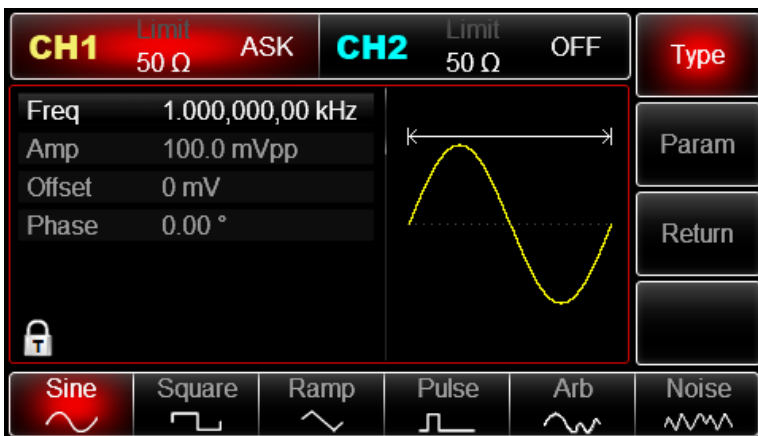 CH1 Limit 50 Ω ASK CH2 Limit 50 Ω OFF Type
Freq 1.000,000,00 kHz
Amp 100.0 mVpp
Offset 0 mV
Phase 0.00 °
Param
Return
T
Sine Square Ramp Pulse Arb Noise